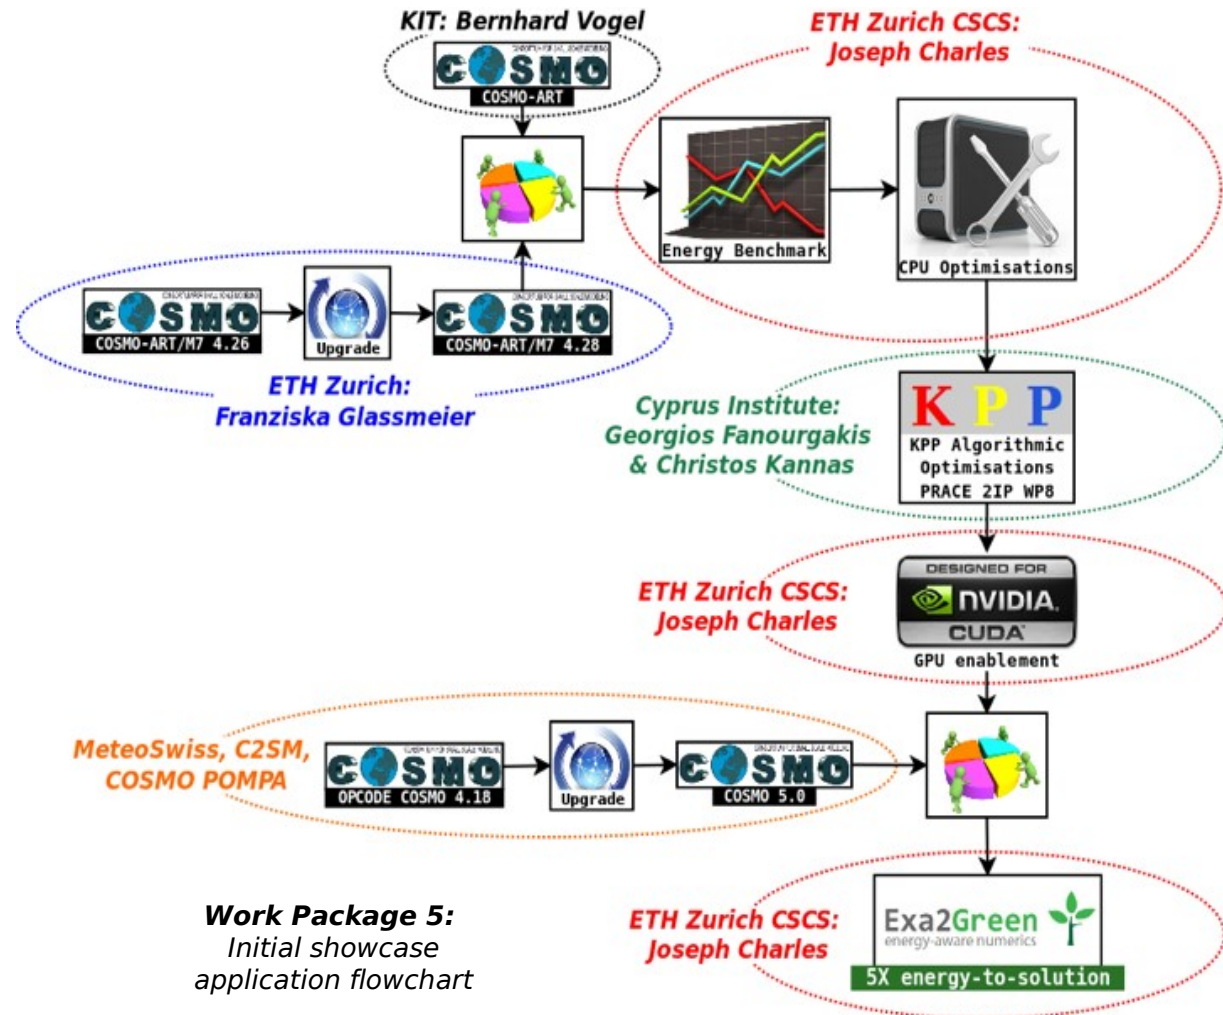 KIT: Bernhard Vogel
COSMO
COSMO-ART
ETH Zurich CSCS:
Joseph Charles
Energy Benchmark
CPU Optimisations
COSMO
COSMO-ART/M7 4.26
Upgrade
COSMO
COSMO-ART/M7 4.28
ETH Zurich:
Franziska Glassmeier
Cyprus Institute:
Georgios Fanourgakis
& Christos Kannas
KPP
KPP Algorithmic
Optimisations
PRACE 2IP WP8
ETH Zurich CSCS:
Joseph Charles
DESIGNED FOR
NVIDIA.
CUDA
GPU enablement
MeteoSwiss, C2SM,
COSMO POMPA
COSMO
OPCODE COSMO 4.18
Upgrade
COSMO
COSMO 5.0
Work Package 5:
Initial showcase
application flowchart
ETH Zurich CSCS:
Joseph Charles
Exa2Green
energy-aware numerics
5X energy-to-solution